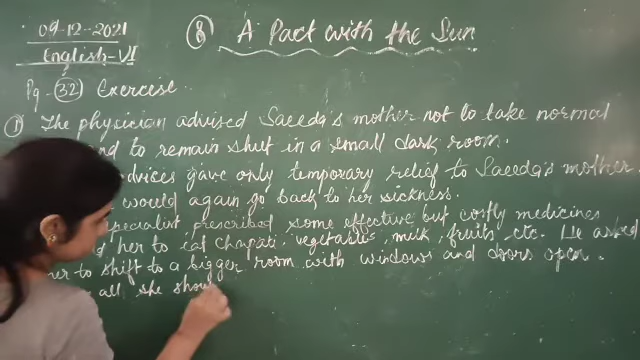 09-12-2021
English-VI
⑧ A Pact with the Sun
Pg - 32 Exercise.
① The physician advised Saeeda's mother not to take normal
and to remain shut in a small dark room.
dvices gave only temporary relief to Saeeda's mother.
would again go back to her sickness.
specialist prescribed some effective but costly medicines
her to eat chapati, vegetables, milk, fruits, etc. He asked
her to shift to a bigger room with windows and doors open.
all she shou